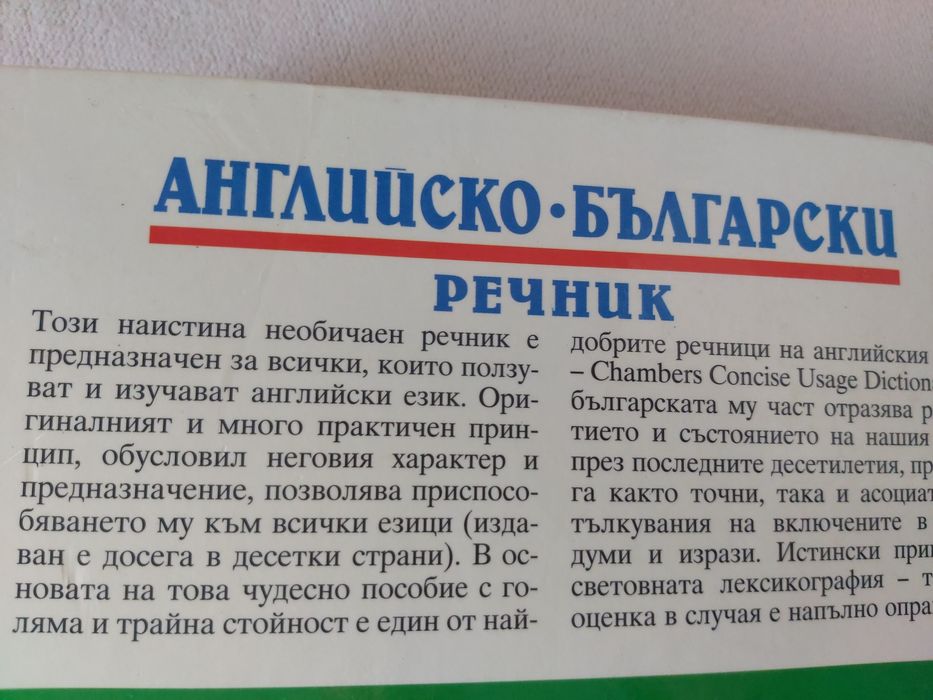 АНГЛИЙСКО·БЪЛГАРСКИ
РЕЧНИК
Този наистина необичаен речник е
предназначен за всички, които ползу-
ват и изучават английски език. Ори-
гиналният и много практичен прин-
цип, обусловил неговия характер и
предназначение, позволява приспосо-
бяването му към всички езици (изда-
ван е досега в десетки страни). В ос-
новата на това чудесно пособие с го-
ляма и трайна стойност е един от най-
добрите речници на английския
– Chambers Concise Usage
българската му част отразява
тието и състоянието на нашия
през последните десетилетия,
га както точни, така и
тълкувания на включените в
думи и изрази. Истински
световната лексикография –
оценка в случая е напълно